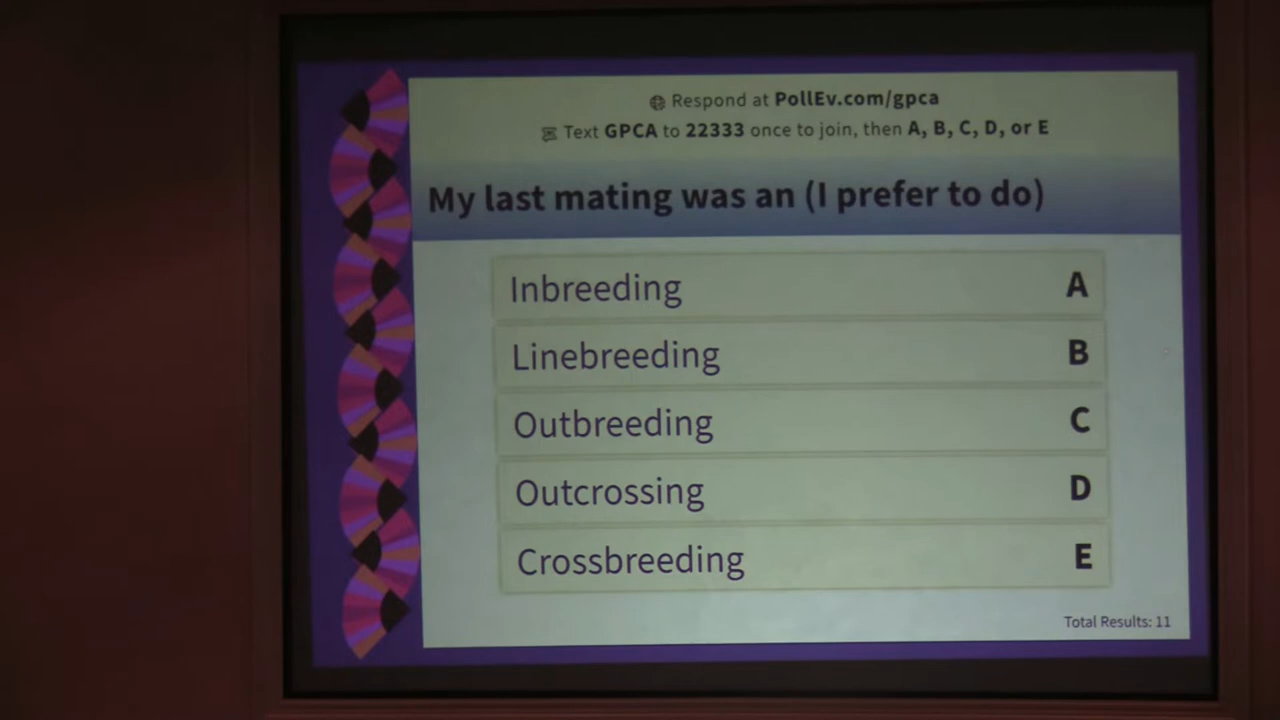 Respond at PollEv.com/gpca
Text GPCA to 22333 once to join, then A, B, C, D, or E
My last mating was an (I prefer to do)
Inbreeding A
Linebreeding B
Outbreeding C
Outcrossing D
Crossbreeding E
Total Results: 11